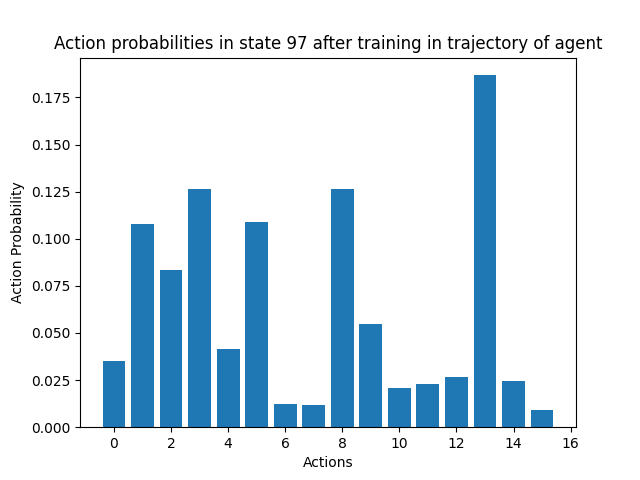 Action probabilities in state 97 after training in trajectory of agent
0.175
0.150
0.125
0.100
0.075
0.050
0.025
0.000
Action Probability
0 2 4 6 8 10 12 14 16
Actions